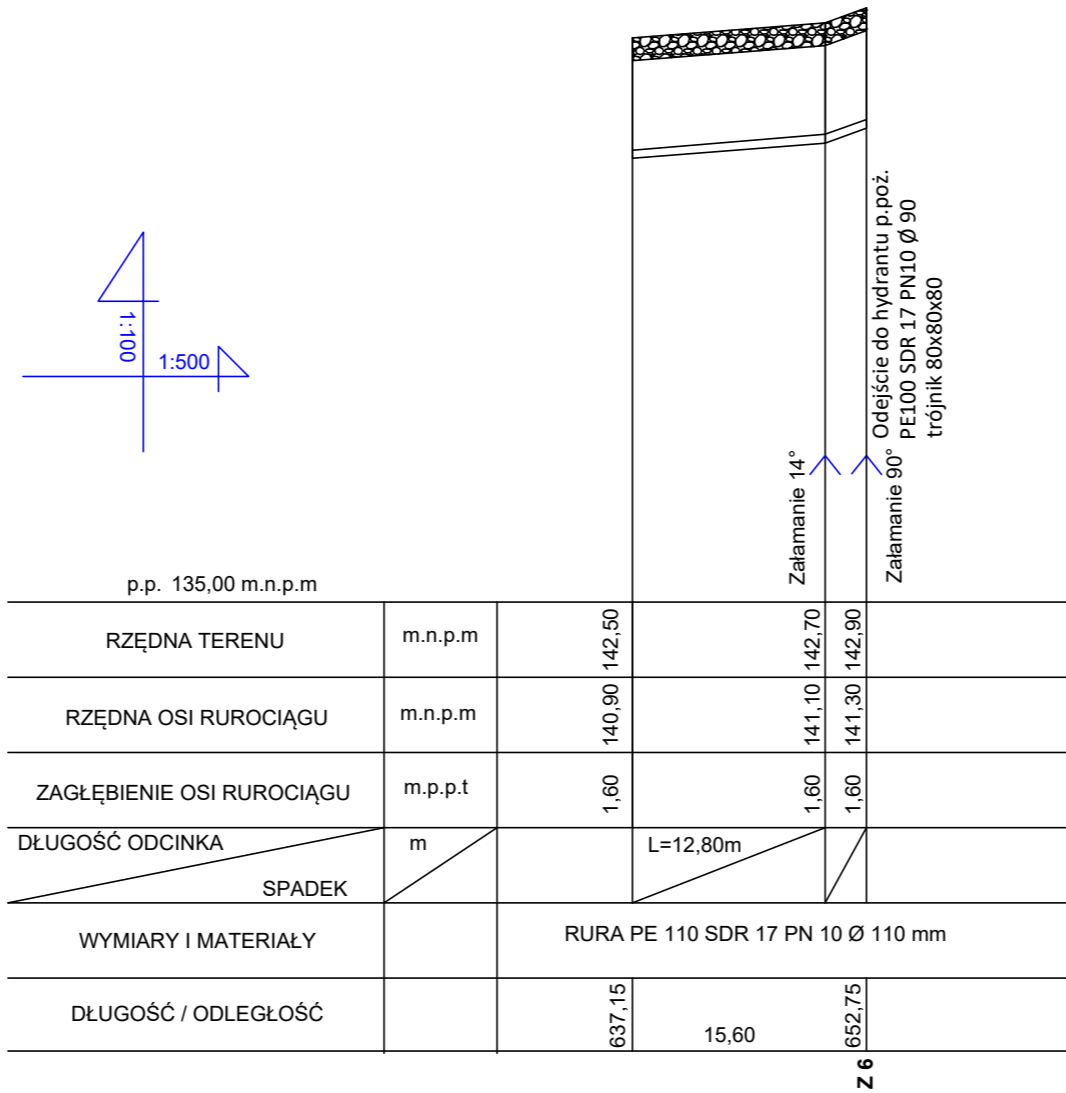 Odejście do hydrantu p.poż.
PE100 SDR 17 PN10 Ø 90
trójnik 80x80x80
1:100
1:500
Załamanie 14°
Załamanie 90°
p.p. 135,00 m.n.p.m
RZĘDNA TERENU m.n.p.m 142,50 142,70 142,90
RZĘDNA OSI RUROCIĄGU m.n.p.m 140,90 141,10 141,30
ZAGŁĘBIENIE OSI RUROCIĄGU m.p.p.t 1,60 1,60 1,60
DŁUGOŚĆ ODCINKA m L=12,80m
SPADEK
WYMIARY I MATERIAŁY RURA PE 110 SDR 17 PN 10 Ø 110 mm
DŁUGOŚĆ / ODLEGŁOŚĆ 637,15 15,60 652,75
Z 6